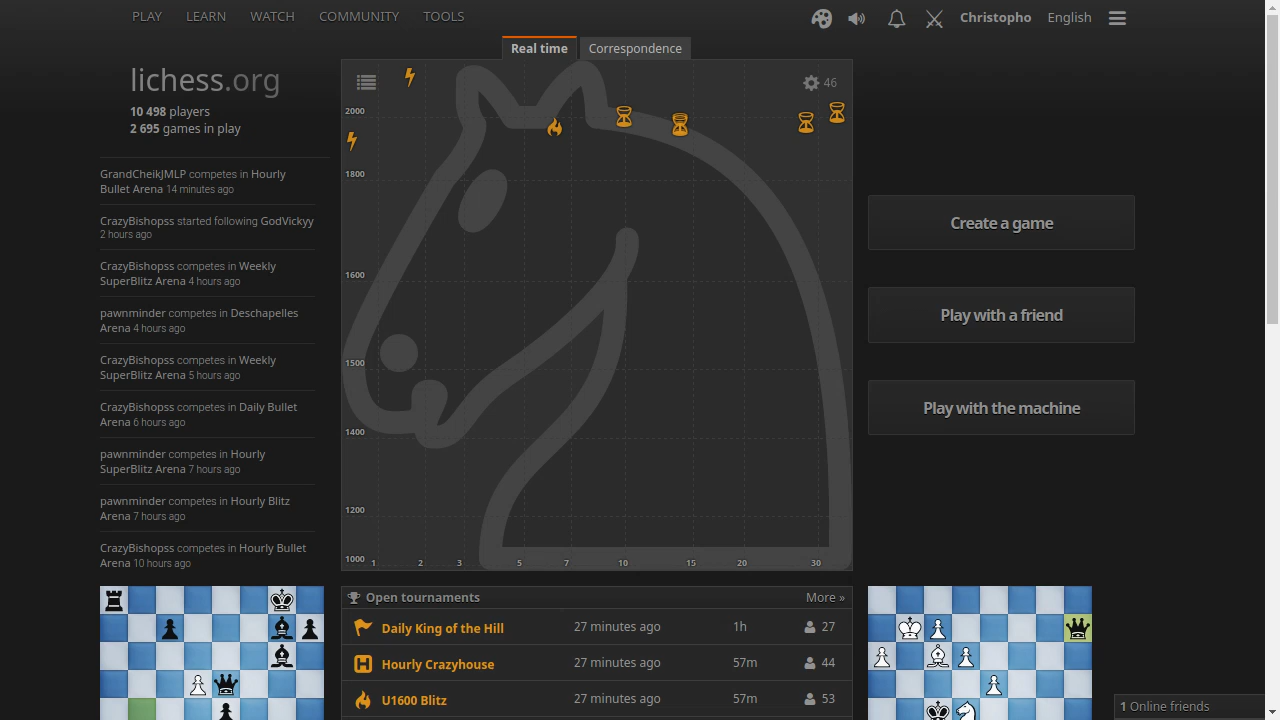 PLAY LEARN WATCH COMMUNITY TOOLS Christopho English
Real time Correspondence
lichess.org
10 498 players
2 695 games in play
GrandCheikJMLP competes in Hourly
Bullet Arena 14 minutes ago
CrazyBishopss started following GodVickyy
2 hours ago
CrazyBishopss competes in Weekly
SuperBlitz Arena 4 hours ago
pawnminder competes in Deschapelles
Arena 4 hours ago
CrazyBishopss competes in Weekly
SuperBlitz Arena 5 hours ago
CrazyBishopss competes in Daily Bullet
Arena 6 hours ago
pawnminder competes in Hourly
SuperBlitz Arena 7 hours ago
pawnminder competes in Hourly Blitz
Arena 7 hours ago
CrazyBishopss competes in Hourly Bullet
Arena 10 hours ago
46
2000
1800
1600
1500
1400
1200
1000
1 2 3 5 7 10 15 20 30
Create a game
Play with a friend
Play with the machine
Open tournaments More »
Daily King of the Hill 27 minutes ago 1h 27
Hourly Crazyhouse 27 minutes ago 57m 44
U1600 Blitz 27 minutes ago 57m 53
1 Online friends